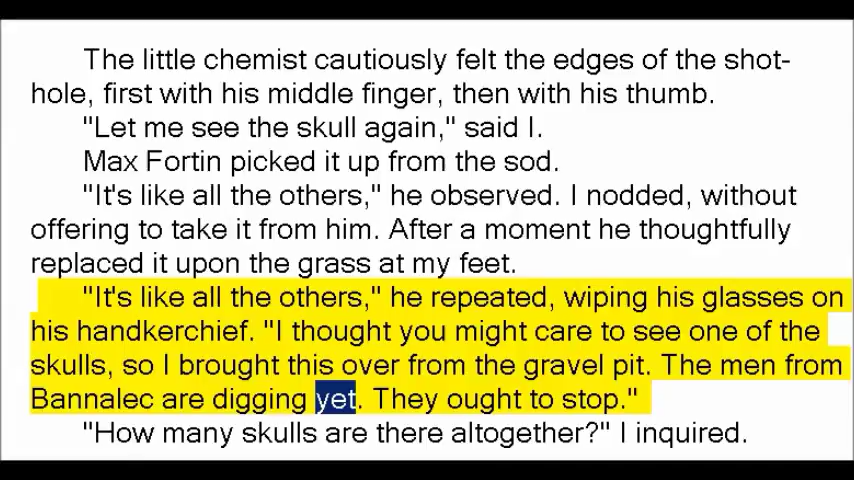 The little chemist cautiously felt the edges of the shot-
hole, first with his middle finger, then with his thumb.
"Let me see the skull again," said I.
Max Fortin picked it up from the sod.
"It's like all the others," he observed. I nodded, without
offering to take it from him. After a moment he thoughtfully
replaced it upon the grass at my feet.
"It's like all the others," he repeated, wiping his glasses on
his handkerchief. "I thought you might care to see one of the
skulls, so I brought this over from the gravel pit. The men from
Bannalec are digging yet. They ought to stop."
"How many skulls are there altogether?" I inquired.